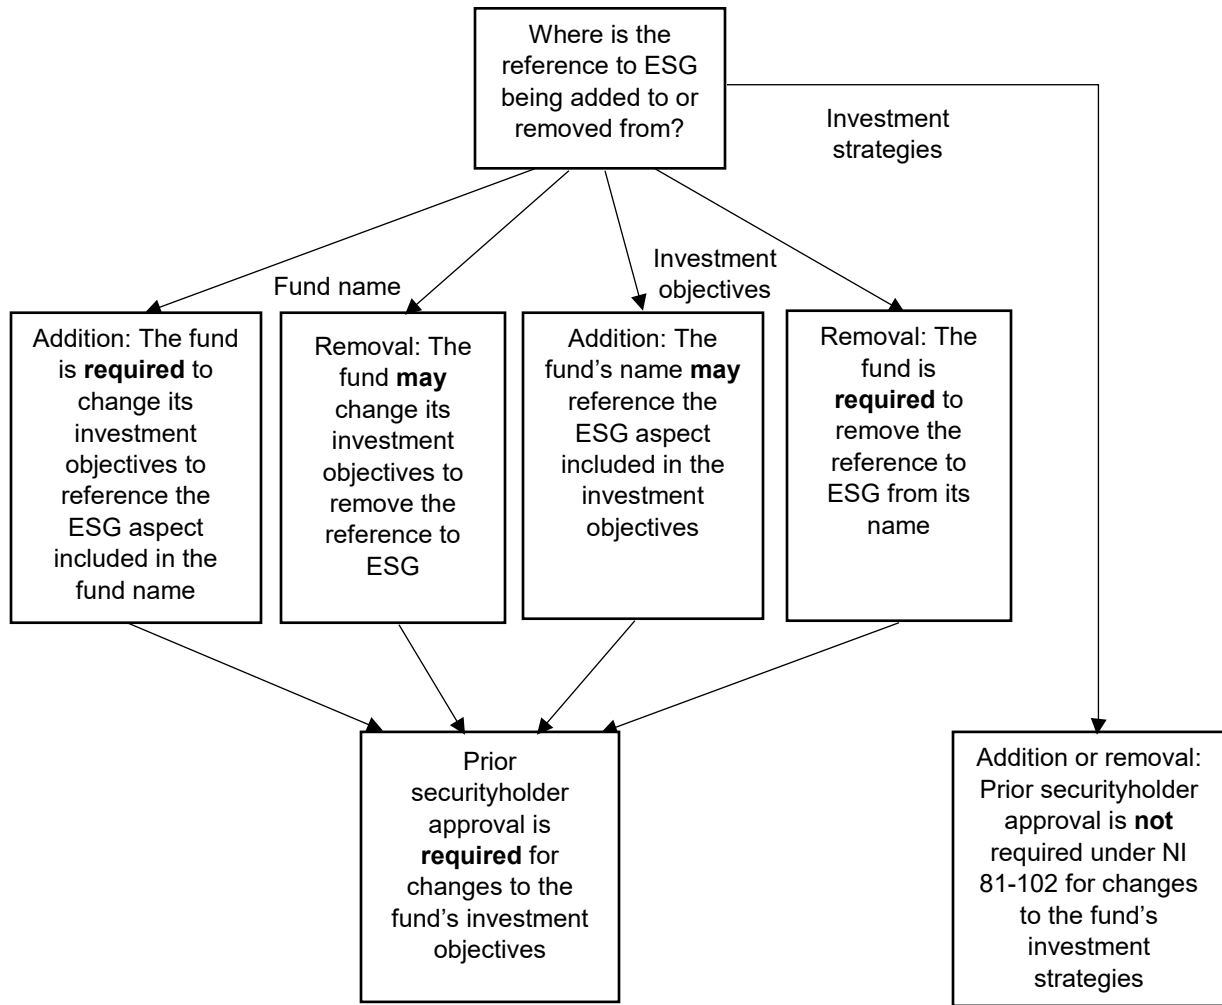 Where is the
reference to ESG
being added to or
removed from?
Investment
strategies
Fund name
Investment
objectives
Addition: The fund
is required to
change its
investment
objectives to
reference the
ESG aspect
included in the
fund name
Removal: The
fund may
change its
investment
objectives to
remove the
reference to
ESG
Addition: The
fund’s name may
reference the
ESG aspect
included in the
investment
objectives
Removal: The
fund is
required to
remove the
reference to
ESG from its
name
Prior
securityholder
approval is
required for
changes to the
fund’s investment
objectives
Addition or removal:
Prior securityholder
approval is not
required under NI
81-102 for changes
to the fund’s
investment
strategies